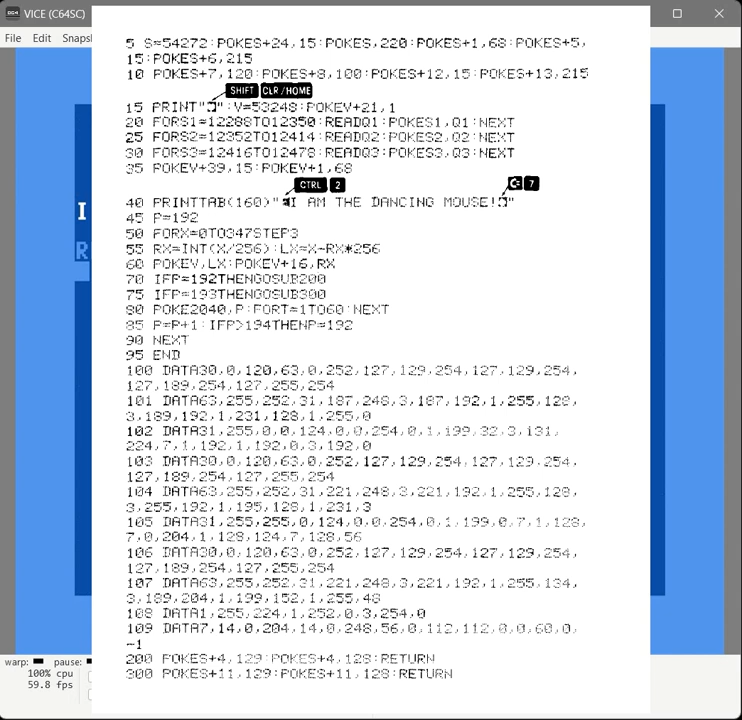 VICE (C64SC)
File Edit Snaps
5 S=54272:POKES+24,15:POKES,220:POKES+1,68:POKES+5,
15:POKES+6,215
10 POKES+7,120:POKES+8,100:POKES+12,15:POKES+13,215
SHIFT CLR/HOME
15 PRINT"":V=53248:POKEV+21,1
20 FORS1=12288TO12350:READQ1:POKES1,Q1:NEXT
25 FORS2=12352TO12414:READQ2:POKES2,Q2:NEXT
30 FORS3=12416TO12478:READQ3:POKES3,Q3:NEXT
35 POKEV+39,15:POKEV+1,68
CTRL 2 C= 7
40 PRINTTAB(160)"I AM THE DANCING MOUSE!"
45 P=192
50 FORX=0TO347STEP3
55 RX=INT(X/256):LX=X-RX*256
60 POKEV,LX:POKEV+16,RX
70 IFP=192THENGOSUB200
75 IFP=193THENGOSUB300
80 POKE2040,P:FORT=1TO60:NEXT
85 P=P+1:IFP>194THENP=192
90 NEXT
95 END
100 DATA30,0,120,63,0,252,127,129,254,127,129,254,
127,189,254,127,255,254
101 DATA63,255,252,31,187,248,3,187,192,1,255,128,
3,189,192,1,231,128,1,255,0
102 DATA31,255,0,0,124,0,0,254,0,1,199,32,3,131,
224,7,1,192,1,192,0,3,192,0
103 DATA30,0,120,63,0,252,127,129,254,127,129,254,
127,189,254,127,255,254
104 DATA63,255,252,31,221,248,3,221,192,1,255,128,
3,255,192,1,195,128,1,231,3
105 DATA31,255,255,0,124,0,0,254,0,1,199,0,7,1,128,
7,0,204,1,128,124,7,128,56
106 DATA30,0,120,63,0,252,127,129,254,127,129,254,
127,189,254,127,255,254
107 DATA63,255,252,31,221,248,3,221,192,1,255,134,
3,189,204,1,199,152,1,255,48
108 DATA1,255,224,1,252,0,3,254,0
109 DATA7,14,0,204,14,0,248,56,0,112,112,0,0,60,0,
-1
200 POKES+4,129:POKES+4,128:RETURN
300 POKES+11,129:POKES+11,128:RETURN
I
R
warp: pause:
100% cpu
59.8 fps